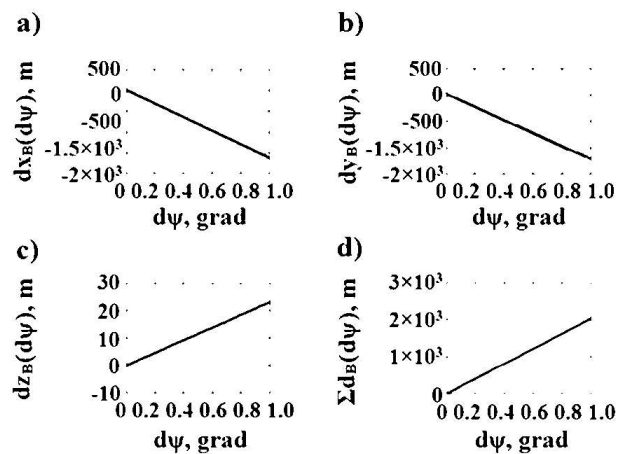 a)
dx_B(dψ), m
500
0
-500
-1.5×10³
-2×10³
0 0.2 0.4 0.6 0.8 1.0
dψ, grad
b)
dy_B(dψ), m
500
0
-500
-1.5×10³
-2×10³
0 0.2 0.4 0.6 0.8 1.0
dψ, grad
c)
dz_B(dψ), m
30
20
10
0
-10
0 0.2 0.4 0.6 0.8 1.0
dψ, grad
d)
Σd_B(dψ), m
3×10³
2×10³
1×10³
0
0 0.2 0.4 0.6 0.8 1.0
dψ, grad